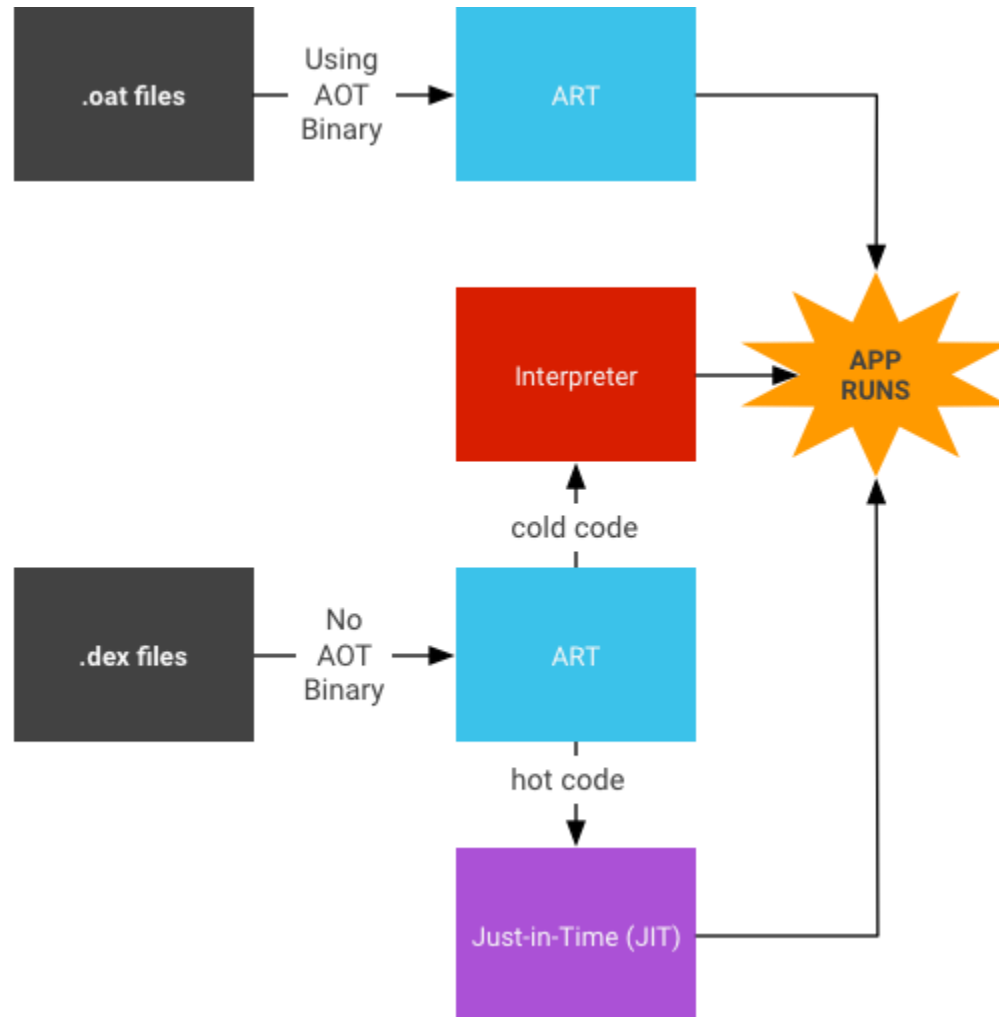 .oat files
Using
AOT
Binary
ART
Interpreter
APP
RUNS
cold code
.dex files
No
AOT
Binary
ART
hot code
Just-in-Time (JIT)